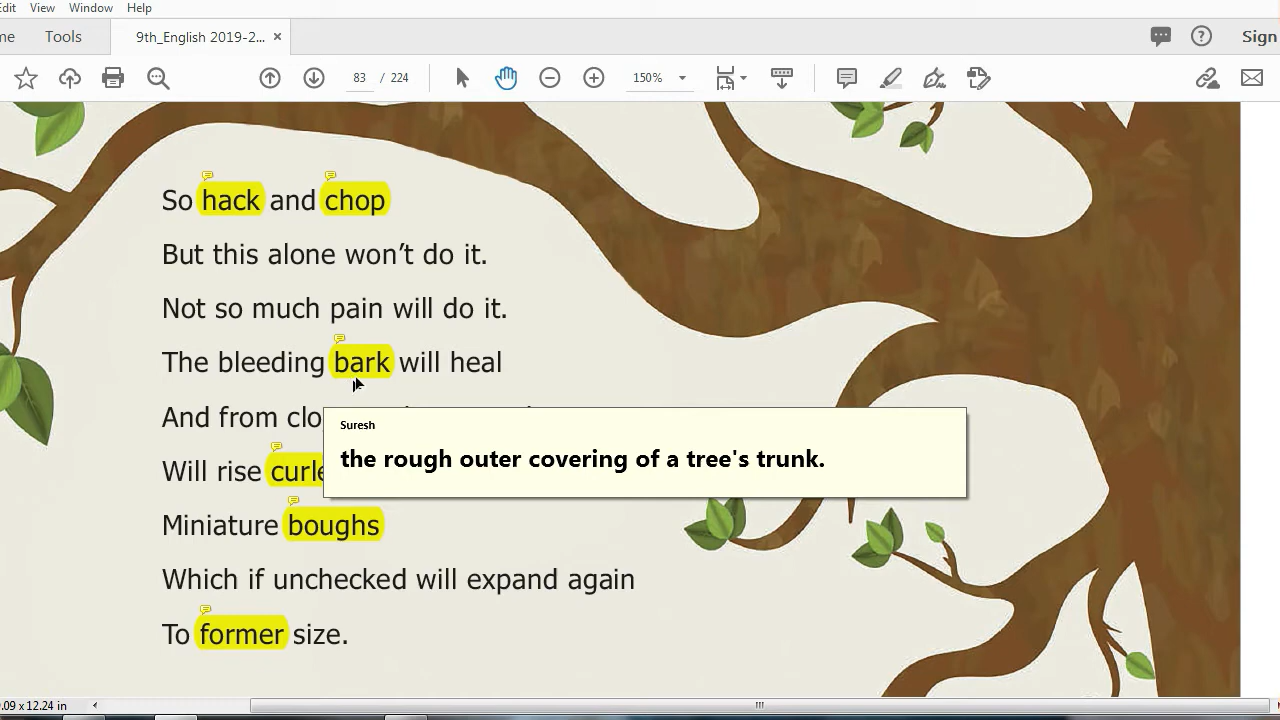 Edit View Window Help
me Tools 9th_English 2019-2... × Sign
83 / 224 150%
So hack and chop
But this alone won't do it.
Not so much pain will do it.
The bleeding bark will heal
And from clo
Suresh
the rough outer covering of a tree's trunk.
Will rise curle
Miniature boughs
Which if unchecked will expand again
To former size.
.09 x 12.24 in